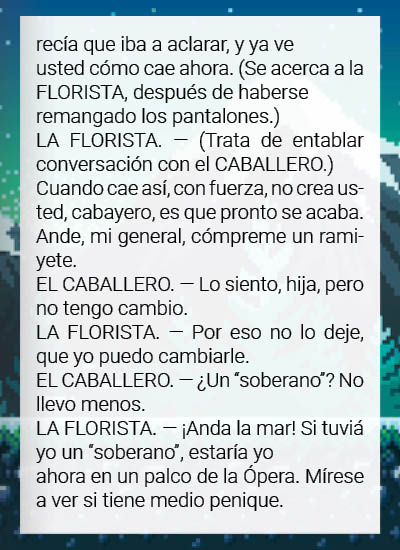 recía que iba a aclarar, y ya ve
usted cómo cae ahora. (Se acerca a la
FLORISTA, después de haberse
remangado los pantalones.)
LA FLORISTA. — (Trata de entablar
conversación con el CABALLERO.)
Cuando cae así, con fuerza, no crea us-
ted, cabayero, es que pronto se acaba.
Ande, mi general, cómpreme un rami-
yete.
EL CABALLERO. — Lo siento, hija, pero
no tengo cambio.
LA FLORISTA. — Por eso no lo deje,
que yo puedo cambiarle.
EL CABALLERO. — ¿Un “soberano”? No
llevo menos.
LA FLORISTA. — ¡Anda la mar! Si tuviá
yo un “soberano”, estaría yo
ahora en un palco de la Ópera. Mírese
a ver si tiene medio penique.